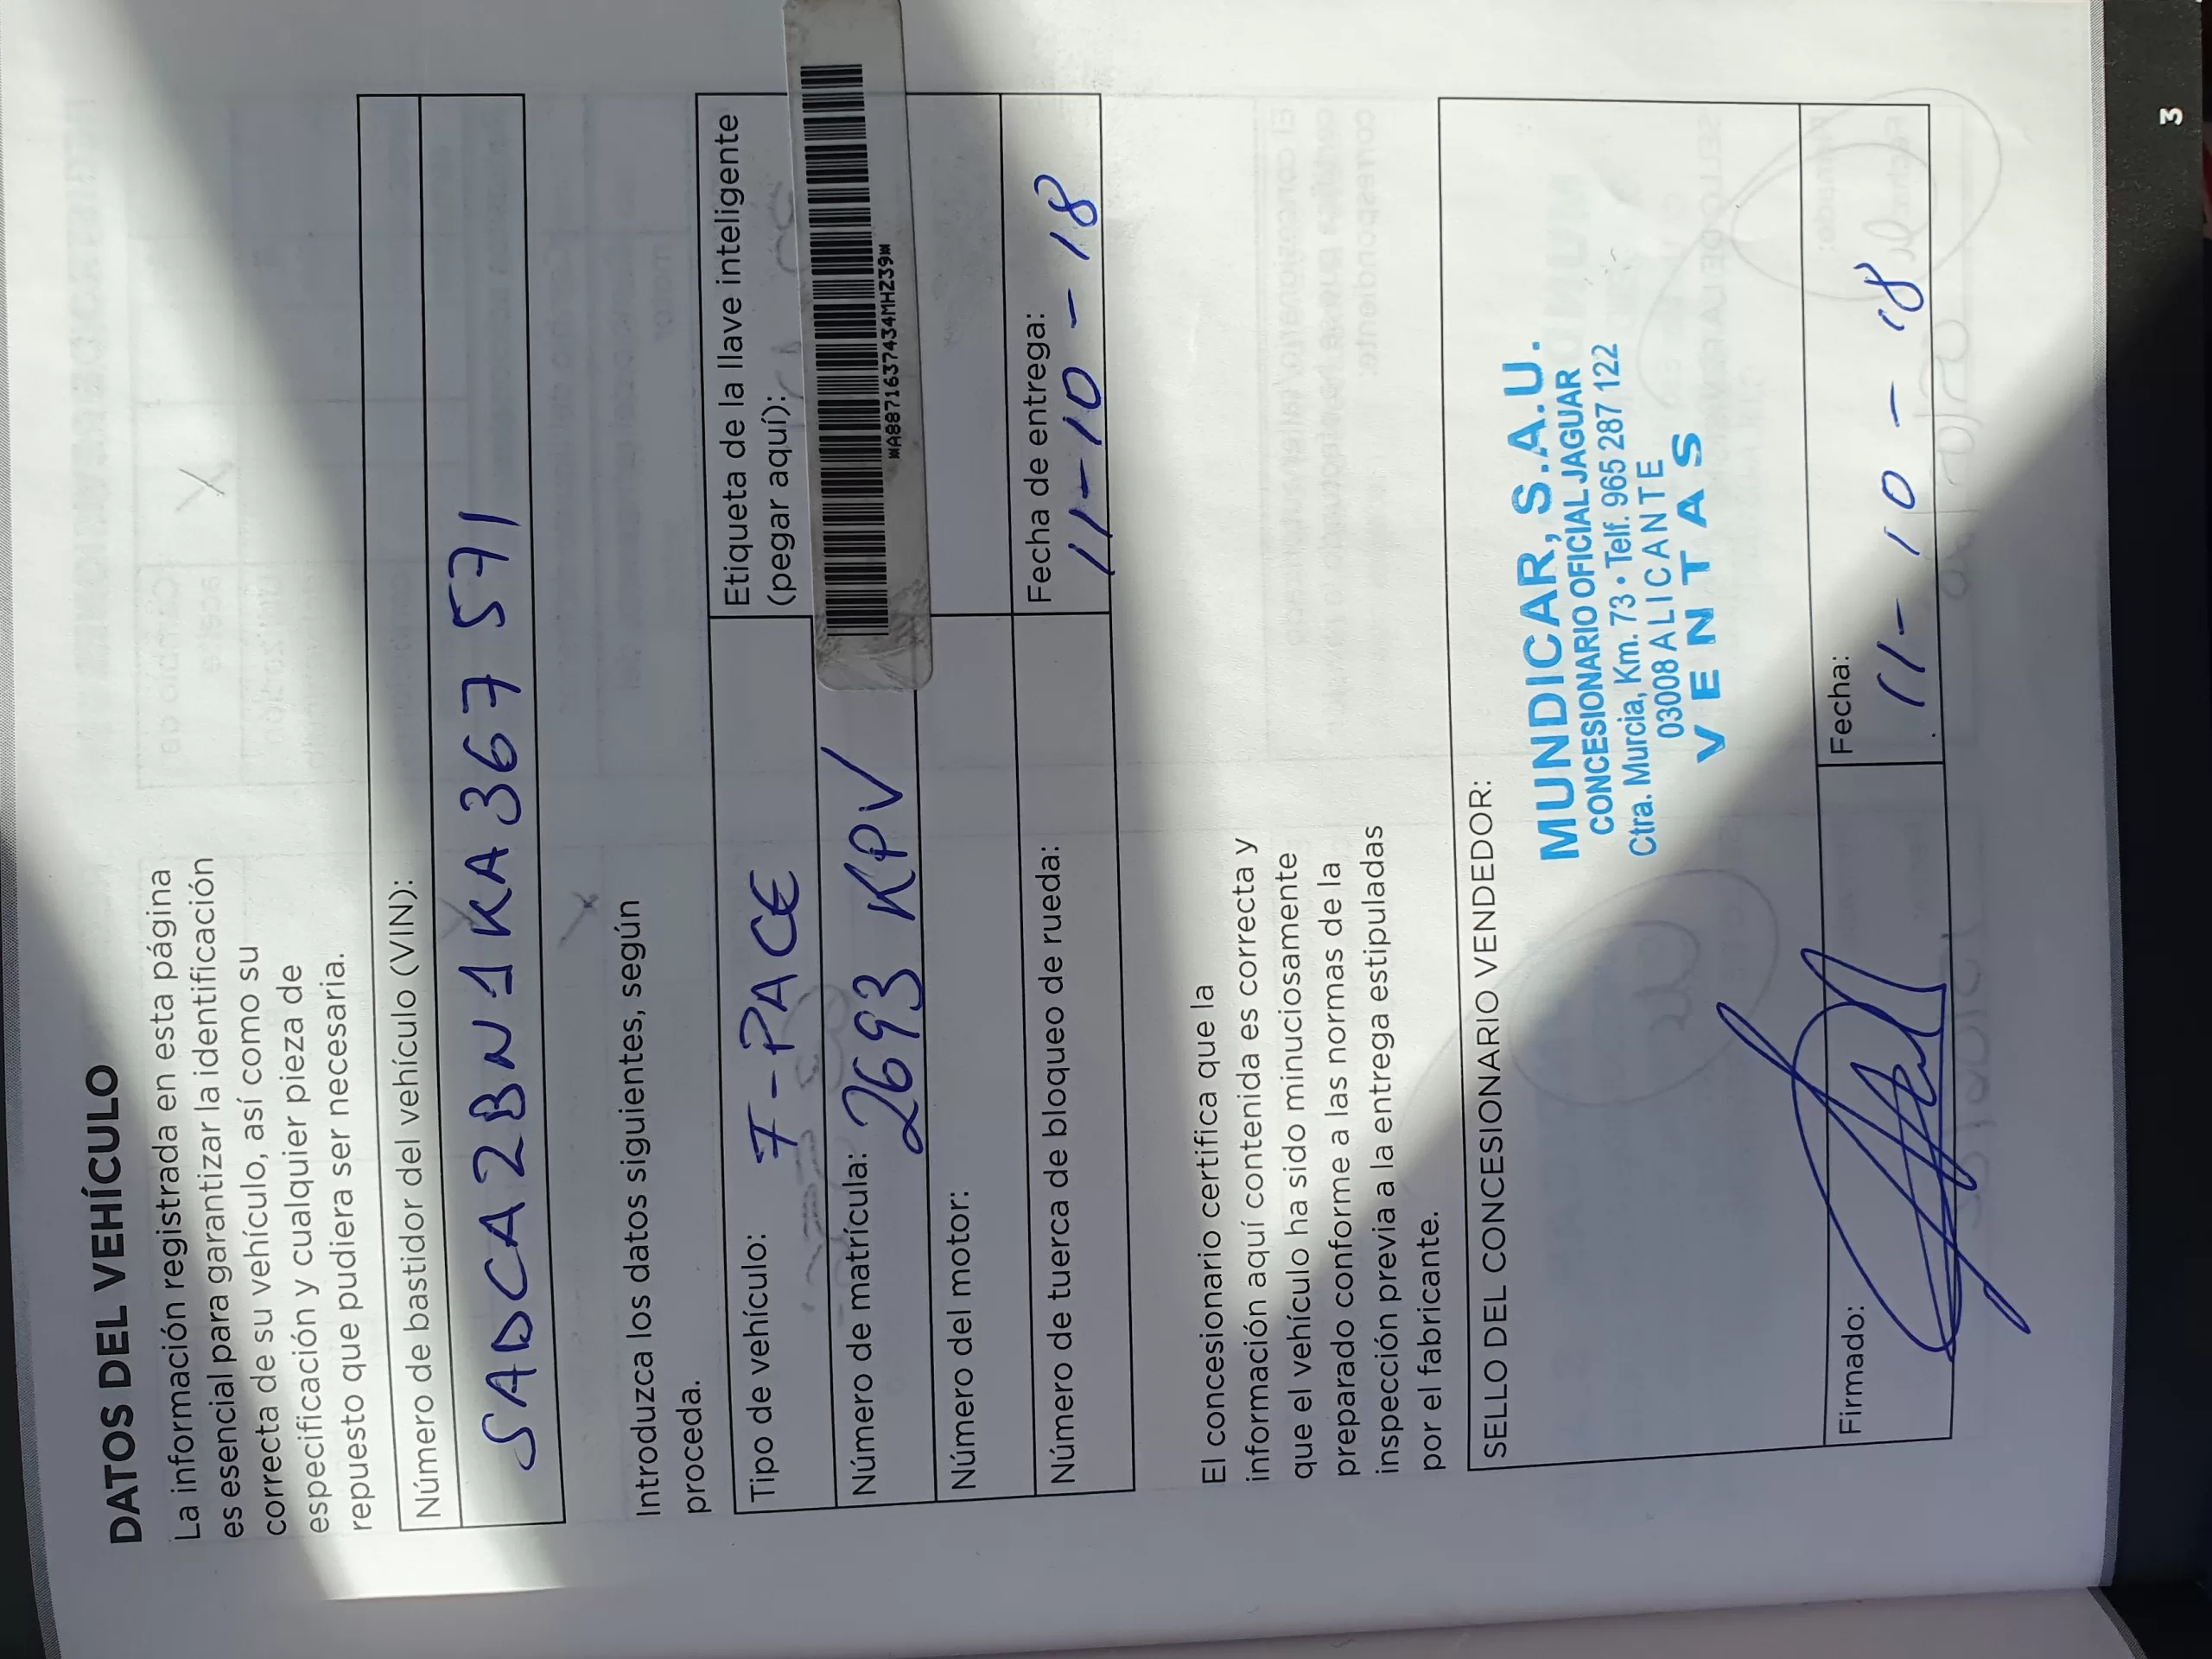 DATOS DEL VEHÍCULO
La información registrada en esta página
es esencial para garantizar la identificación
correcta de su vehículo, así como su
especificación y cualquier pieza de
repuesto que pudiera ser necesaria.
Número de bastidor del vehículo (VIN):
SADCA2BN1KA367571
Introduzca los datos siguientes, según
proceda.
Tipo de vehículo: F-PACE
Etiqueta de la llave inteligente
(pegar aquí):
*A8871637434MHZ39*
Número de matrícula: 2693 KPV
Número del motor:
Número de tuerca de bloqueo de rueda:
Fecha de entrega:
11-10-18
El concesionario certifica que la
información aquí contenida es correcta y
que el vehículo ha sido minuciosamente
preparado conforme a las normas de la
inspección previa a la entrega estipuladas
por el fabricante.
SELLO DEL CONCESIONARIO VENDEDOR:
MUNDICAR, S.A.U.
CONCESIONARIO OFICIAL JAGUAR
Ctra. Murcia, Km. 73 • Telf. 965 287 122
03008 ALICANTE
VENTAS
Firmado:
Fecha:
11-10-18
3